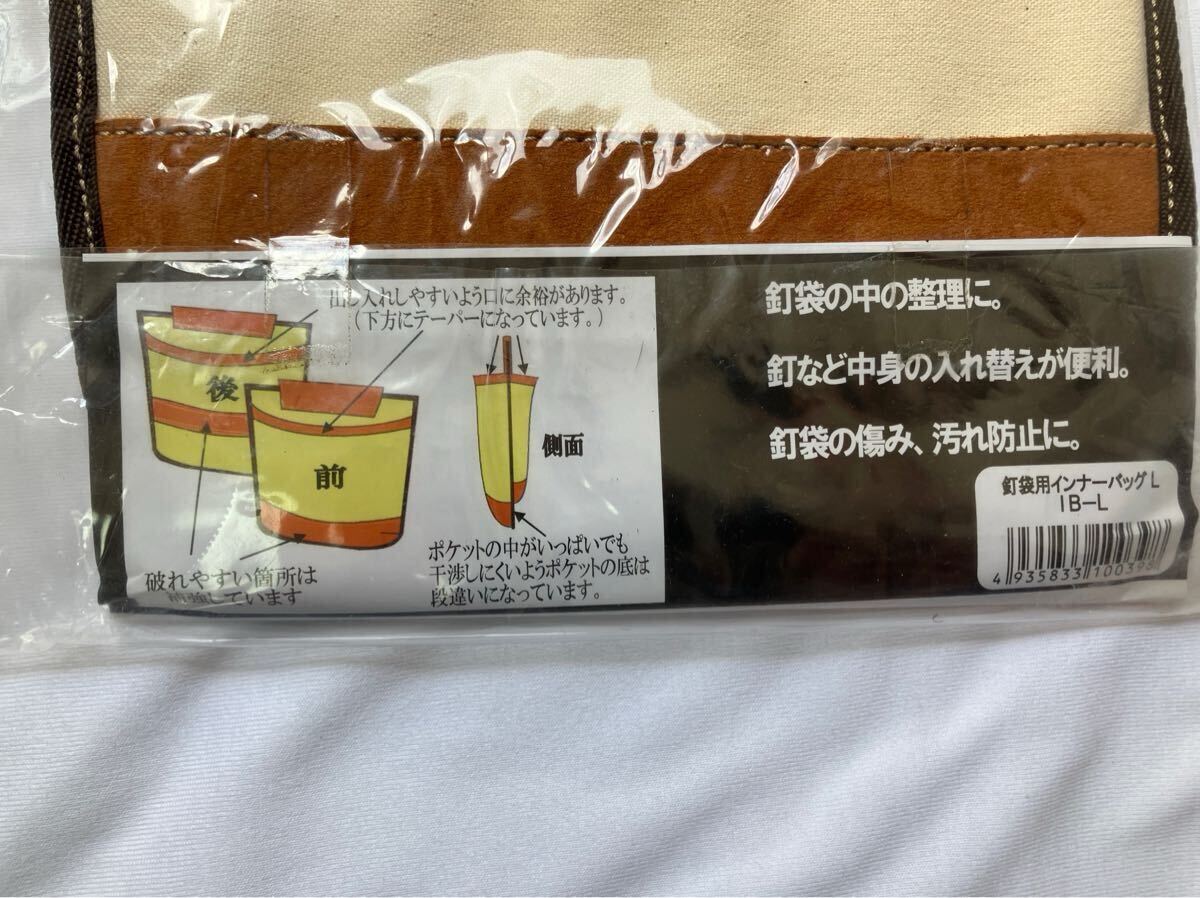 出し入れしやすいよう口に余裕があります。
(下方にテーパーになっています。)
後
前
側面
破れやすい箇所は
補強しています
ポケットの中がいっぱいでも
干渉しにくいようポケットの底は
段違いになっています。
釘袋の中の整理に。
釘など中身の入れ替えが便利。
釘袋の傷み、汚れ防止に。
釘袋用インナーバッグL
IB-L
4 935833 100398